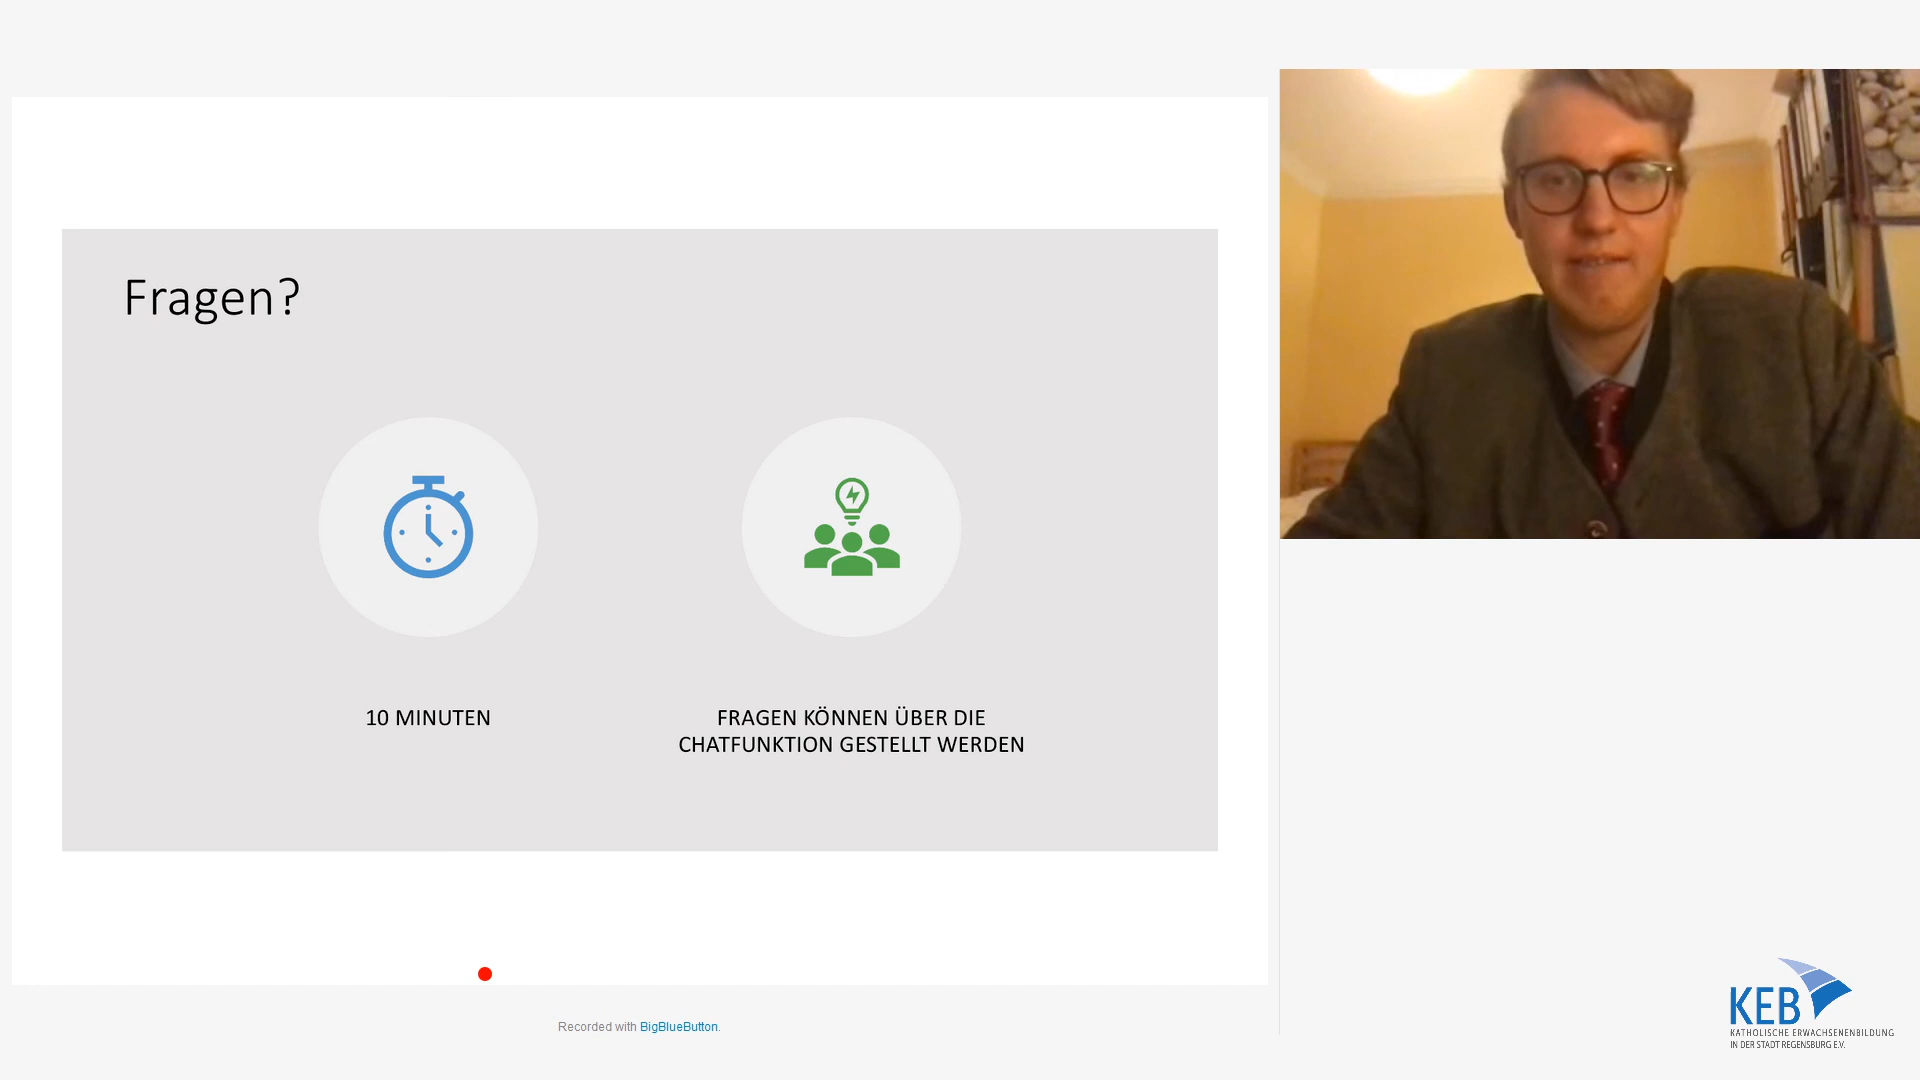 Fragen?
10 MINUTEN
FRAGEN KÖNNEN ÜBER DIE
CHATFUNKTION GESTELLT WERDEN
Recorded with BigBlueButton.
KEB
KATHOLISCHE ERWACHSENENBILDUNG
IN DER STADT REGENSBURG E.V.